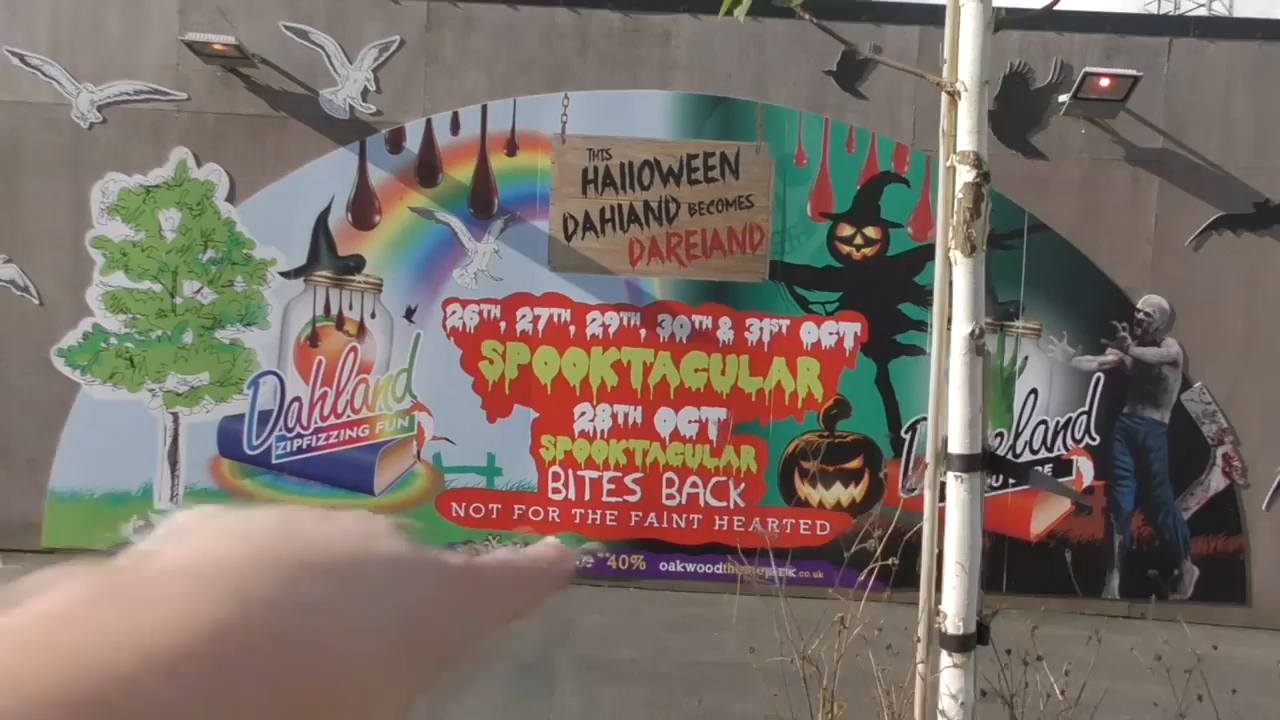 THIS
HAllOWEEN
DAHlAND BECOMES
DARElAND
26TH, 27TH, 29TH, 30TH & 31ST OCT
SPOOKTACULAR
28TH OCT
SPOOKTACULAR
BITES BACK
NOT FOR THE FAINT HEARTED
40% oakwoodthemepark.co.uk
Dahland
ZIPFIZZING FUN
land